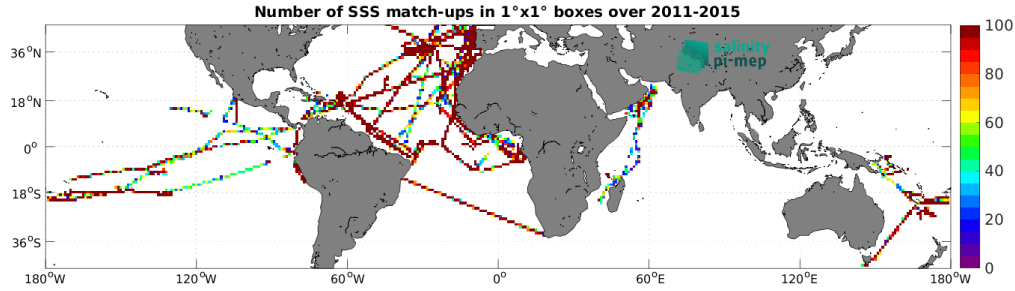 Number of SSS match-ups in 1°x1° boxes over 2011-2015
salinity
pi-mep
36°N
18°N
0°
18°S
36°S
180°W
120°W
60°W
0°
60°E
120°E
180°W
100
80
60
40
20
0